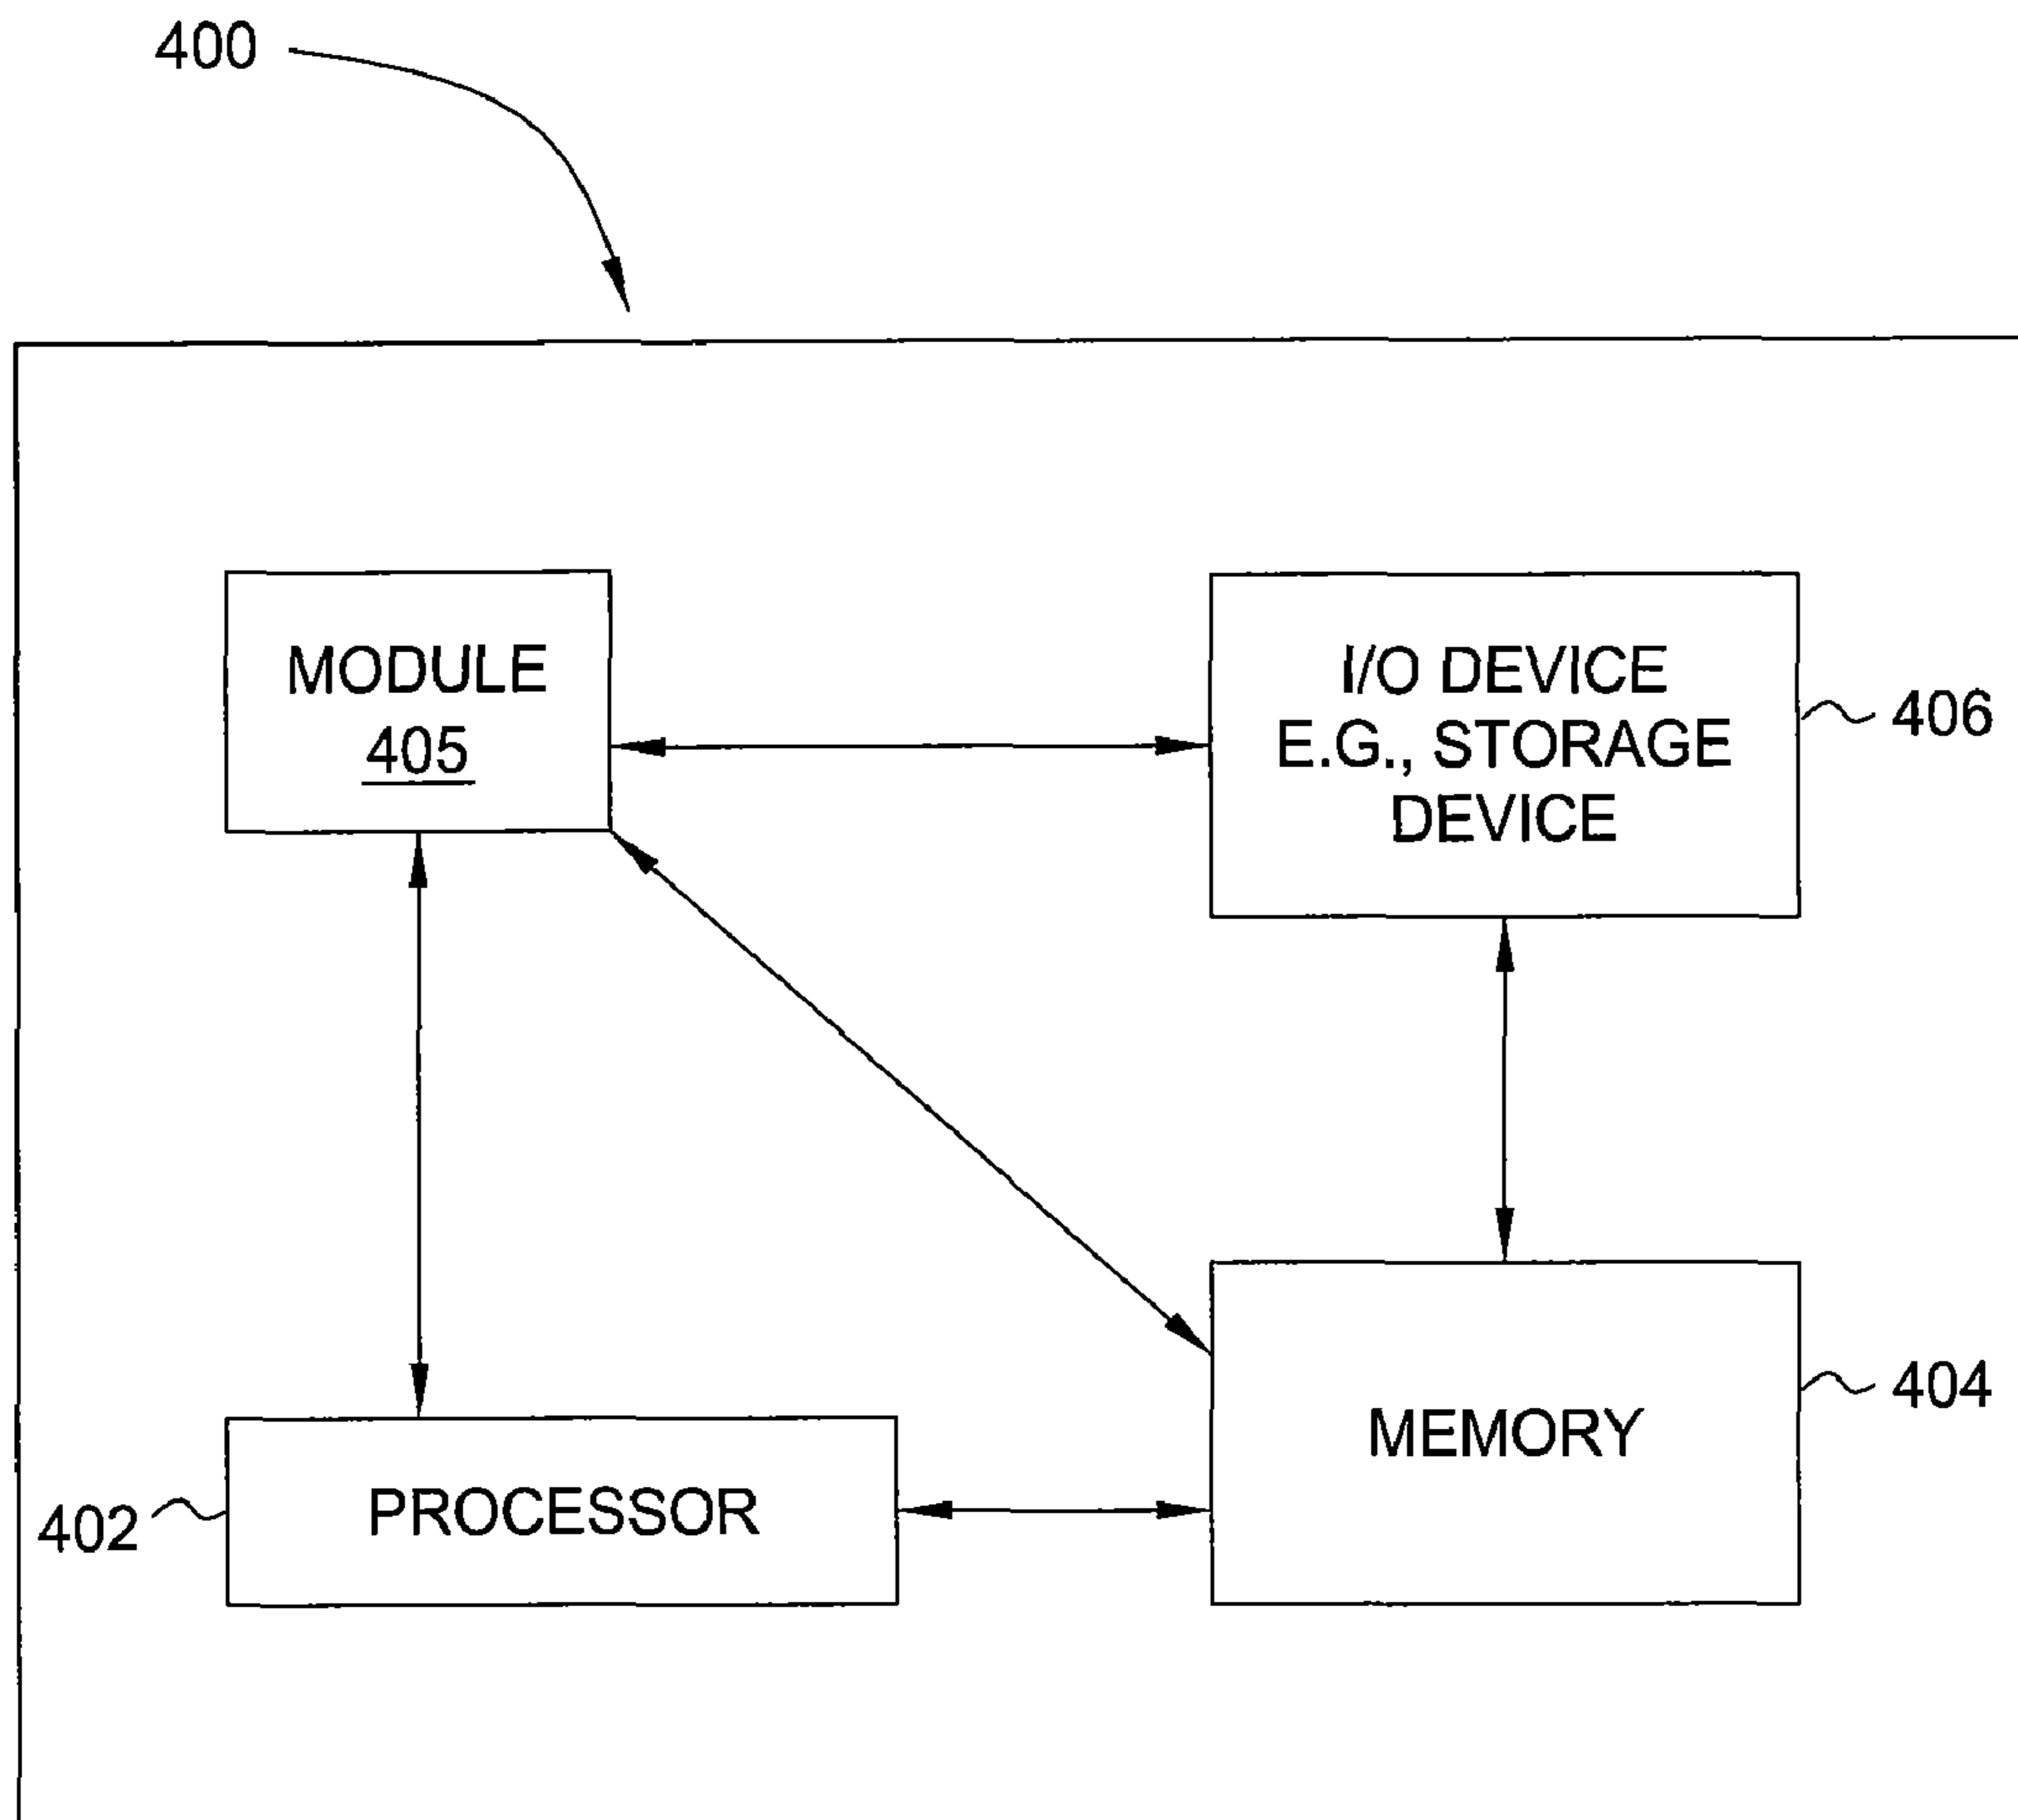 400
MODULE
405
I/O DEVICE
E.G., STORAGE
DEVICE
406
PROCESSOR
402
MEMORY
404